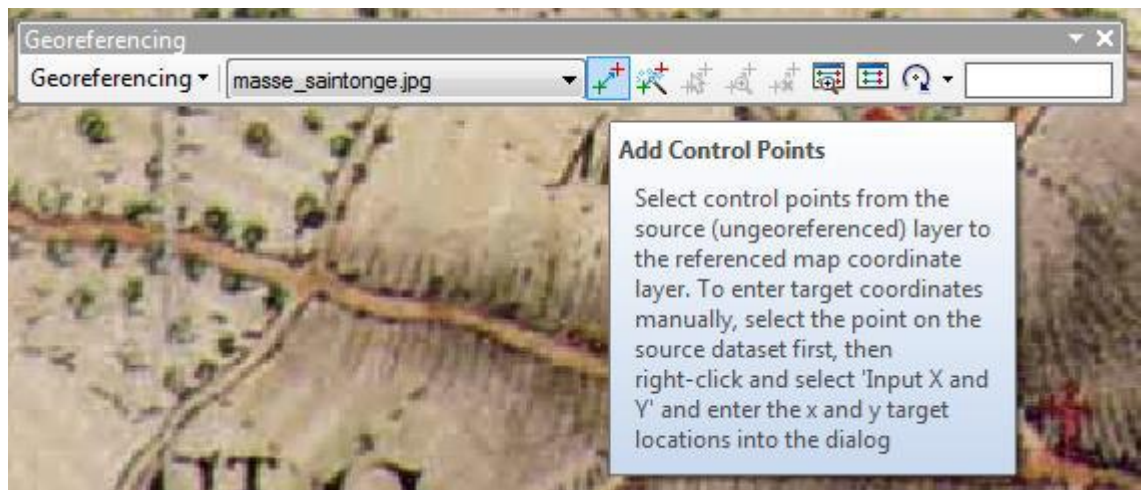 Georeferencing
Georeferencing masse_saintonge.jpg
Add Control Points
Select control points from the
source (ungeoreferenced) layer to
the referenced map coordinate
layer. To enter target coordinates
manually, select the point on the
source dataset first, then
right-click and select 'Input X and
Y' and enter the x and y target
locations into the dialog